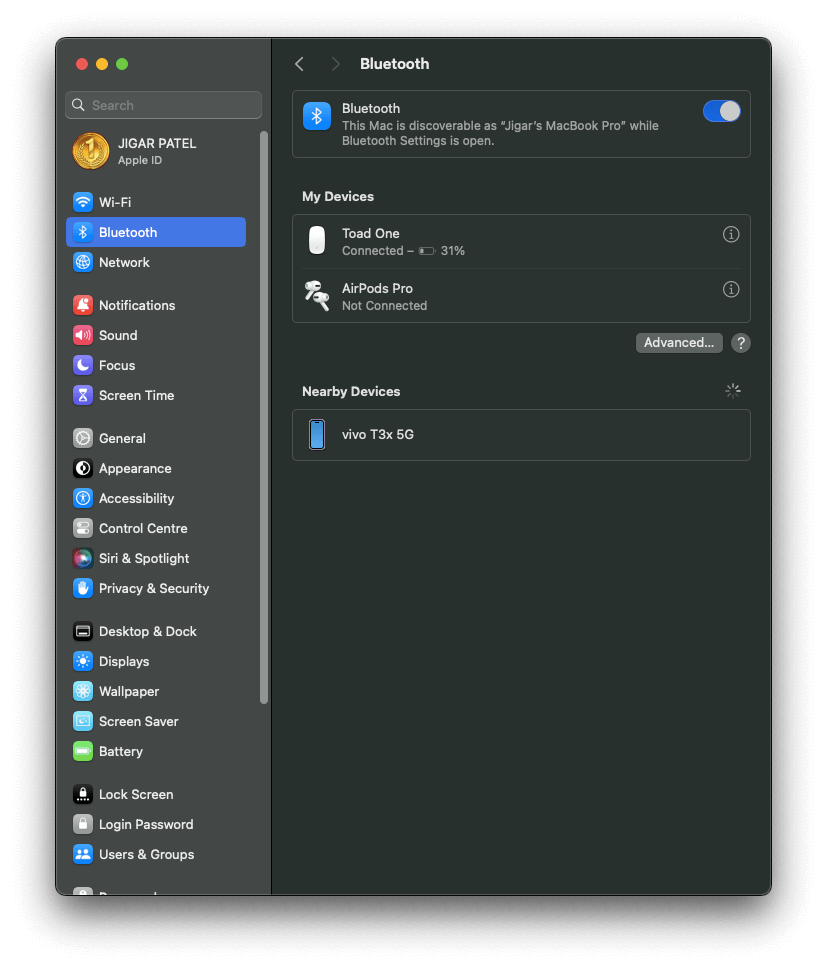 Search
JIGAR PATEL
Apple ID
Wi-Fi
Bluetooth
Network
Notifications
Sound
Focus
Screen Time
General
Appearance
Accessibility
Control Centre
Siri & Spotlight
Privacy & Security
Desktop & Dock
Displays
Wallpaper
Screen Saver
Battery
Lock Screen
Login Password
Users & Groups
Bluetooth
Bluetooth
This Mac is discoverable as “Jigar’s MacBook Pro” while
Bluetooth Settings is open.
My Devices
Toad One
Connected – 31%
AirPods Pro
Not Connected
Advanced...
?
Nearby Devices
vivo T3x 5G